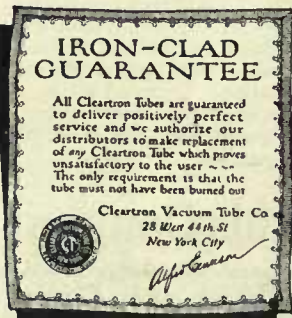 IRON-CLAD
GUARANTEE
All Cleartron Tubes are guaranteed
to deliver positively perfect
service and we authorize our
distributors to make replacement
of any Cleartron Tube which proves
unsatisfactory to the user ~ ~
The only requirement is that the
tube must not have been burned out
Cleartron Vacuum Tube Co.
28 West 44th. St
New York City